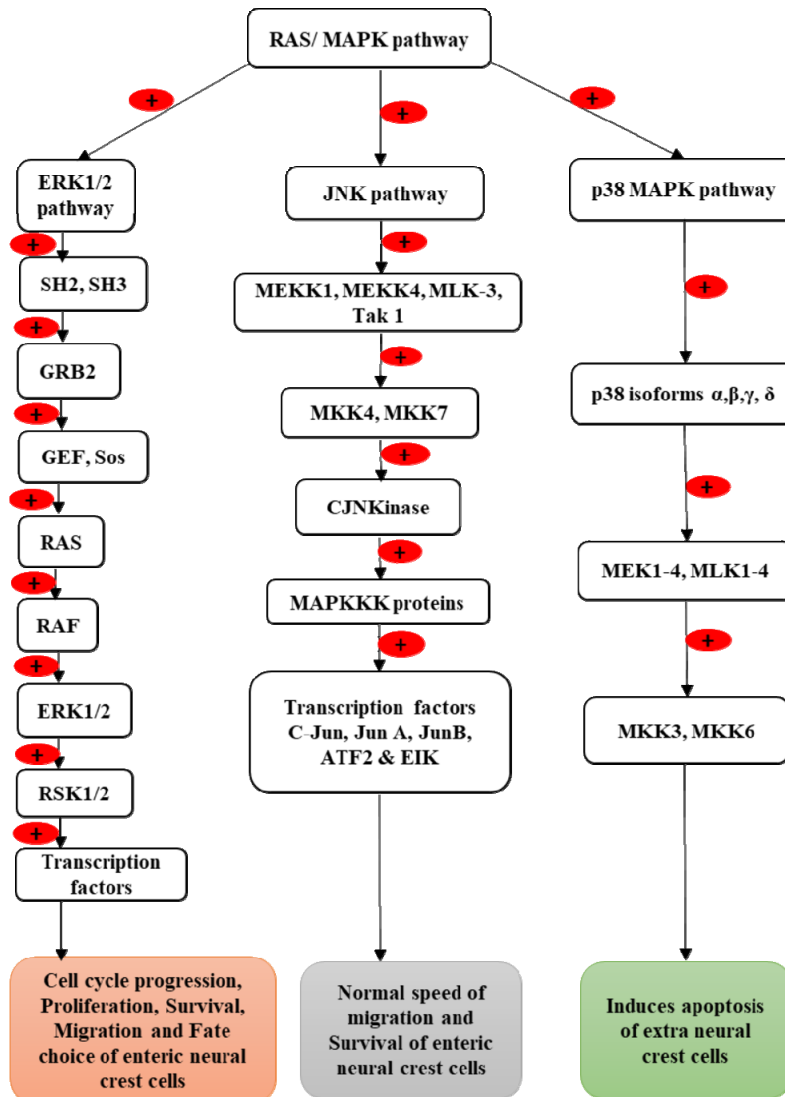 RAS/ MAPK pathway
+
+
+
ERK1/2
pathway
+
SH2, SH3
+
GRB2
+
GEF, Sos
+
RAS
+
RAF
+
ERK1/2
+
RSK1/2
+
Transcription
factors
Cell cycle progression,
Proliferation, Survival,
Migration and Fate
choice of enteric neural
crest cells
JNK pathway
+
MEKK1, MEKK4, MLK-3,
Tak 1
+
MKK4, MKK7
+
CJNKinase
+
MAPKKK proteins
+
Transcription factors
C-Jun, Jun A, JunB,
ATF2 & EIK
Normal speed of
migration and
Survival of enteric
neural crest cells
p38 MAPK pathway
+
p38 isoforms α,β,γ, δ
+
MEK1-4, MLK1-4
+
MKK3, MKK6
Induces apoptosis
of extra neural
crest cells